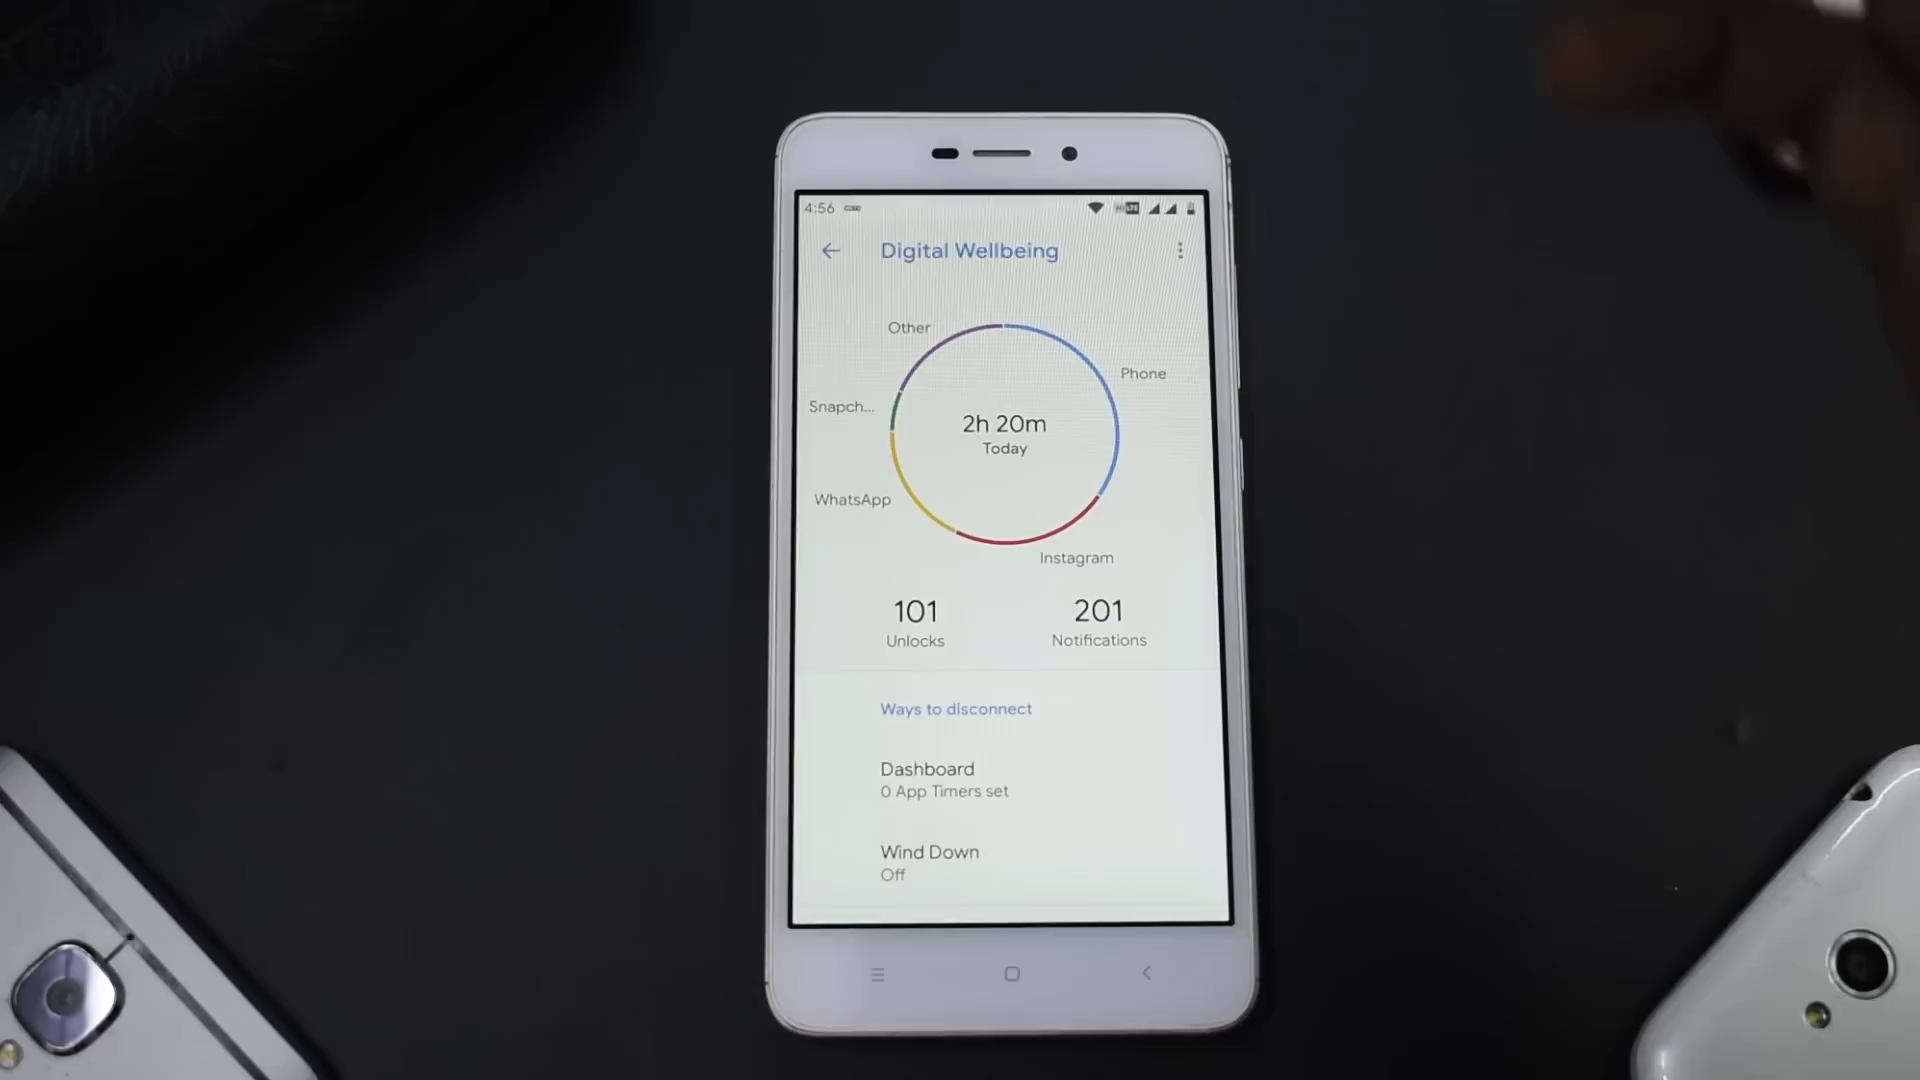 4:56
Digital Wellbeing
Other
Phone
Snapch...
2h 20m
Today
WhatsApp
Instagram
101
201
Unlocks
Notifications
Ways to disconnect
Dashboard
0 App Timers set
Wind Down
Off